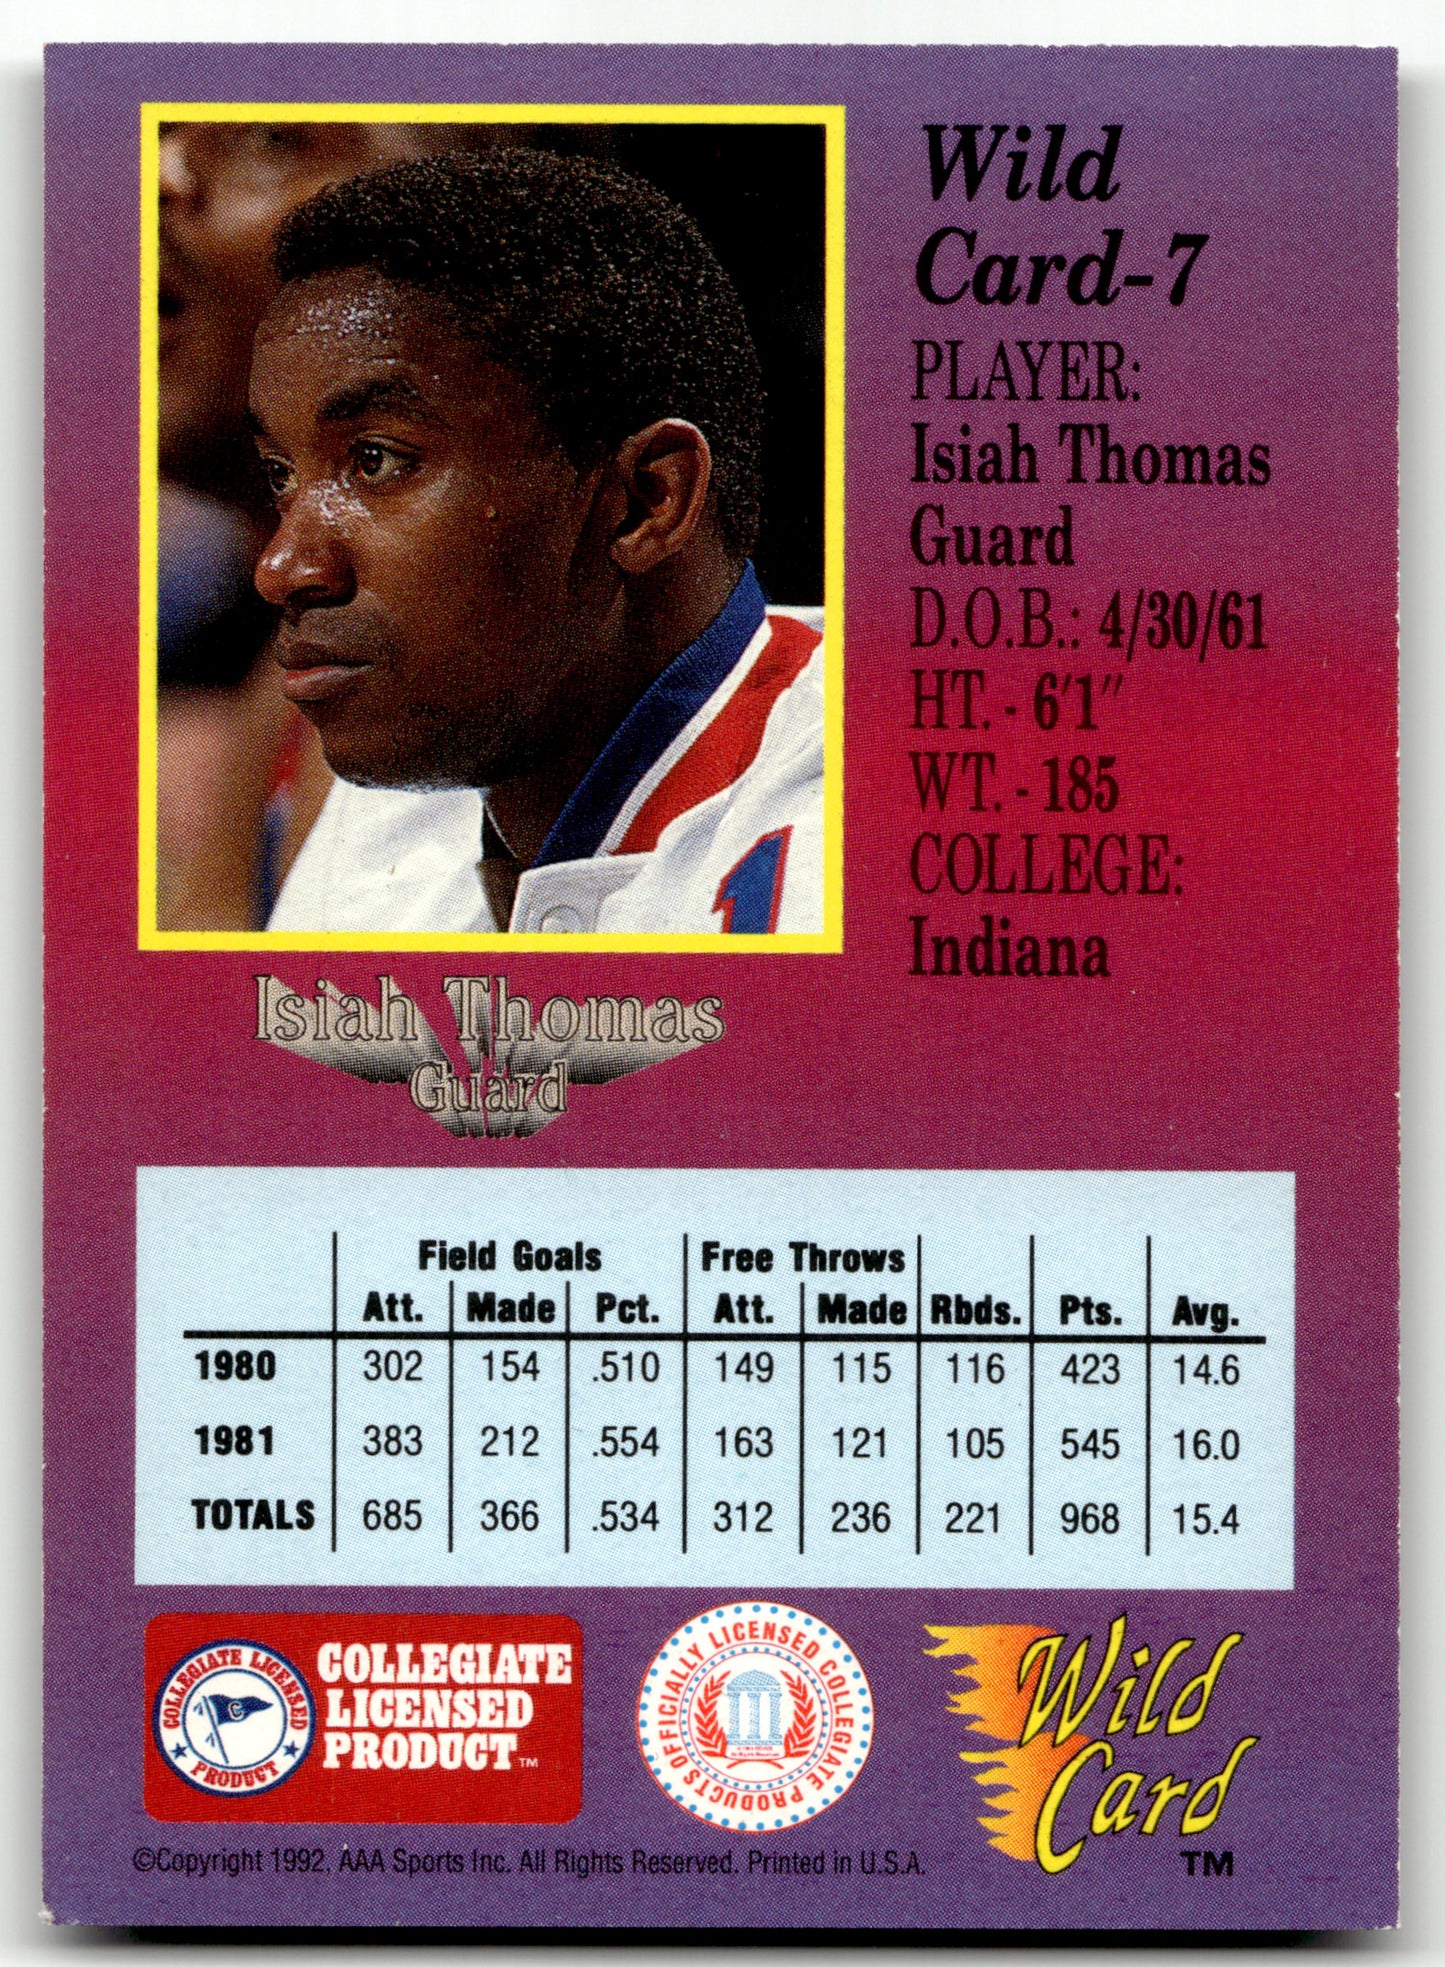 Wild
Card-7
PLAYER:
Isiah Thomas
Guard
D.O.B.: 4/30/61
HT. - 6'1"
WT. - 185
COLLEGE:
Indiana
1
Isiah Thomas
Guard
Field Goals Free Throws
Att. Made Pct. Att. Made Rbds. Pts. Avg.
1980 302 154 .510 149 115 116 423 14.6
1981 383 212 .554 163 121 105 545 16.0
TOTALS 685 366 .534 312 236 221 968 15.4
COLLEGIATE LICENSED
C
PRODUCT
COLLEGIATE
LICENSED
PRODUCT™
OFFICIALLY LICENSED COLLEGIATE PRODUCTS
Wild
Card
TM
©Copyright 1992, AAA Sports Inc. All Rights Reserved. Printed in U.S.A.